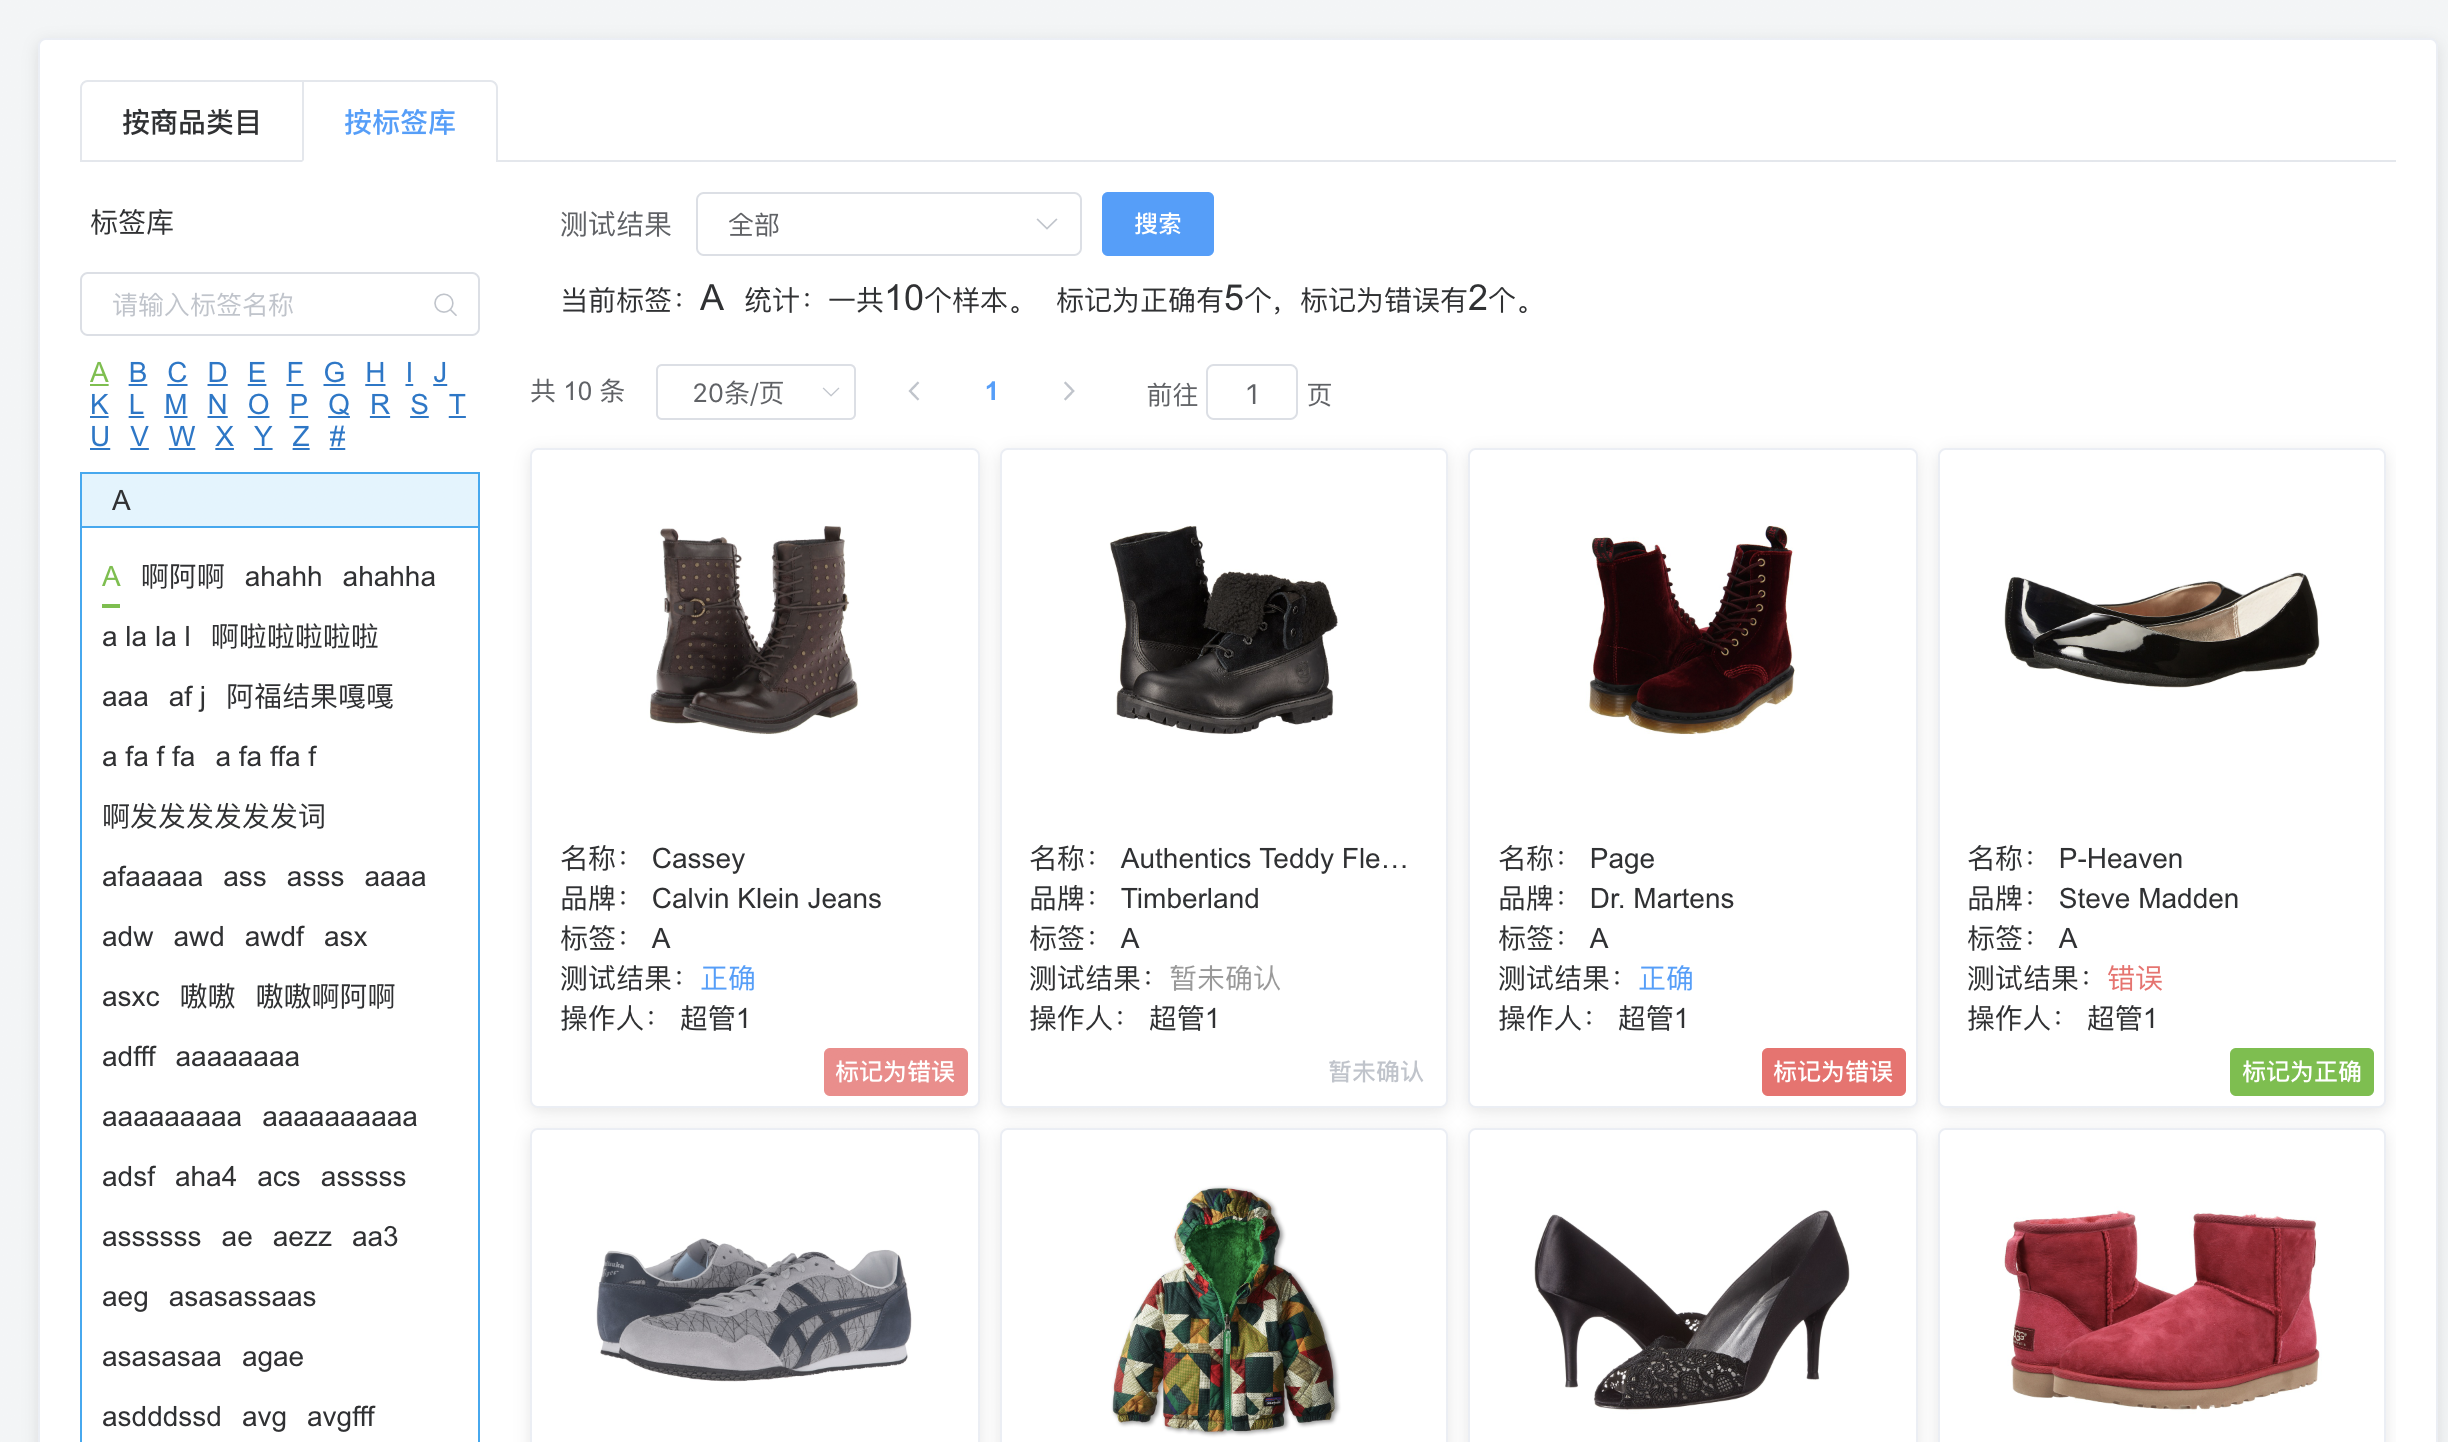 按商品类目 按标签库
标签库
请输入标签名称
A B C D E F G H I J
K L M N O P Q R S T
U V W X Y Z #
A
A 啊阿啊 ahahh ahahha
a la la l 啊啦啦啦啦啦
aaa af j 阿福结果嘎嘎
a fa f fa a fa ffa f
啊发发发发发发词
afaaaaa ass asss aaaa
adw awd awdf asx
asxc 嗷嗷 嗷嗷啊阿啊
adfff aaaaaaaa
aaaaaaaaa aaaaaaaaaa
adsf aha4 acs asssss
assssss ae aezz aa3
aeg asasassaas
asasasaa agae
asdddssd avg avgfff
测试结果 全部 搜索
当前标签：A 统计：一共10个样本。 标记为正确有5个，标记为错误有2个。
共 10 条 20条/页 1 前往 1 页
名称： Cassey
品牌： Calvin Klein Jeans
标签： A
测试结果：正确
操作人： 超管1
标记为错误
名称： Authentics Teddy Fle…
品牌： Timberland
标签： A
测试结果：暂未确认
操作人： 超管1
暂未确认
名称： Page
品牌： Dr. Martens
标签： A
测试结果：正确
操作人： 超管1
标记为错误
名称： P-Heaven
品牌： Steve Madden
标签： A
测试结果：错误
操作人： 超管1
标记为正确